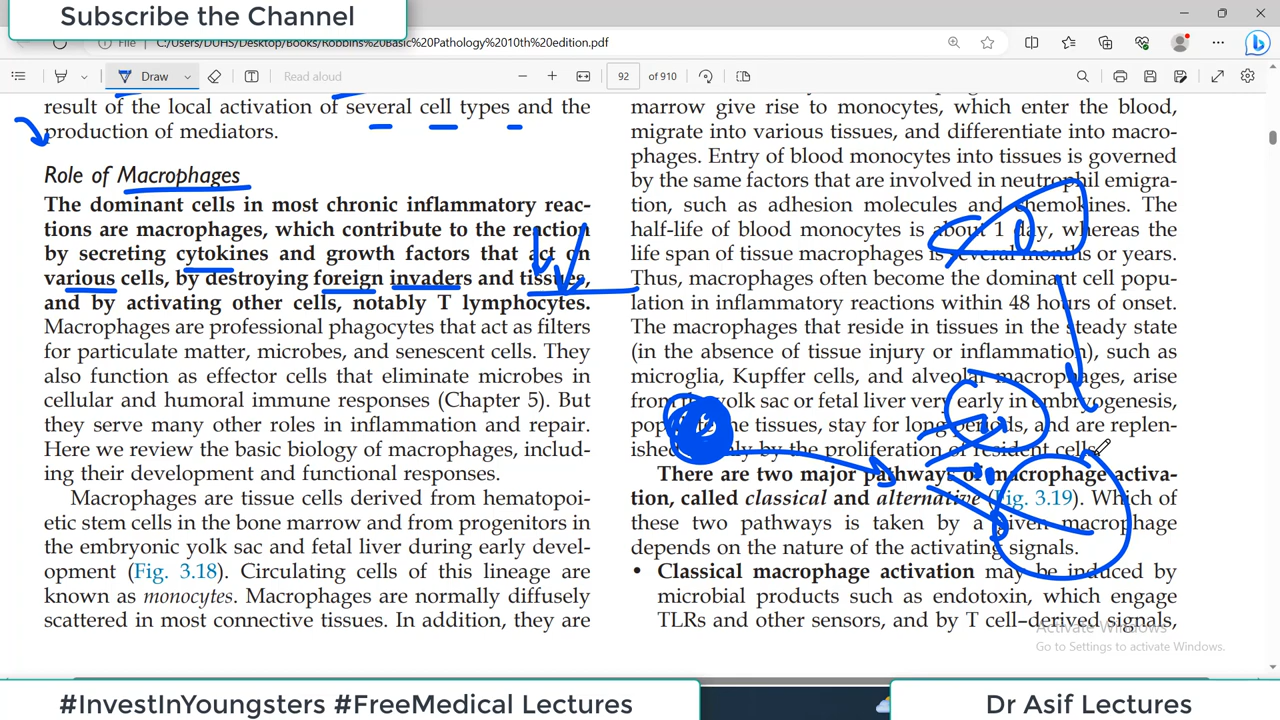 Subscribe the Channel
File
C:/Users/DUHS/Desktop/Books/Robbins%20Basic%20Pathology%2010th%20edition.pdf
Draw
Read aloud
92
of 910
result of the local activation of several cell types and the
production of mediators.
Role of Macrophages
The dominant cells in most chronic inflammatory reac-
tions are macrophages, which contribute to the reaction
by secreting cytokines and growth factors that act on
various cells, by destroying foreign invaders and tissues,
and by activating other cells, notably T lymphocytes.
Macrophages are professional phagocytes that act as filters
for particulate matter, microbes, and senescent cells. They
also function as effector cells that eliminate microbes in
cellular and humoral immune responses (Chapter 5). But
they serve many other roles in inflammation and repair.
Here we review the basic biology of macrophages, includ-
ing their development and functional responses.
Macrophages are tissue cells derived from hematopoi-
etic stem cells in the bone marrow and from progenitors in
the embryonic yolk sac and fetal liver during early devel-
opment (Fig. 3.18). Circulating cells of this lineage are
known as monocytes. Macrophages are normally diffusely
scattered in most connective tissues. In addition, they are
marrow give rise to monocytes, which enter the blood,
migrate into various tissues, and differentiate into macro-
phages. Entry of blood monocytes into tissues is governed
by the same factors that are involved in neutrophil emigra-
tion, such as adhesion molecules and chemokines. The
half-life of blood monocytes is about 1 day, whereas the
life span of tissue macrophages is several months or years.
Thus, macrophages often become the dominant cell popu-
lation in inflammatory reactions within 48 hours of onset.
The macrophages that reside in tissues in the steady state
(in the absence of tissue injury or inflammation), such as
microglia, Kupffer cells, and alveolar macrophages, arise
from the yolk sac or fetal liver very early in embryogenesis,
the tissues, stay for long periods, and are replen-
by the proliferation of resident cells.
There are two major pathways of macrophage activa-
tion, called classical and alternative (Fig. 3.19). Which of
these two pathways is taken by a given macrophage
depends on the nature of the activating signals.
• Classical macrophage activation may be induced by
microbial products such as endotoxin, which engage
TLRs and other sensors, and by T cell–derived signals,
Activate Windows
Go to Settings to activate Windows.
#InvestInYoungsters #FreeMedical Lectures
Dr Asif Lectures